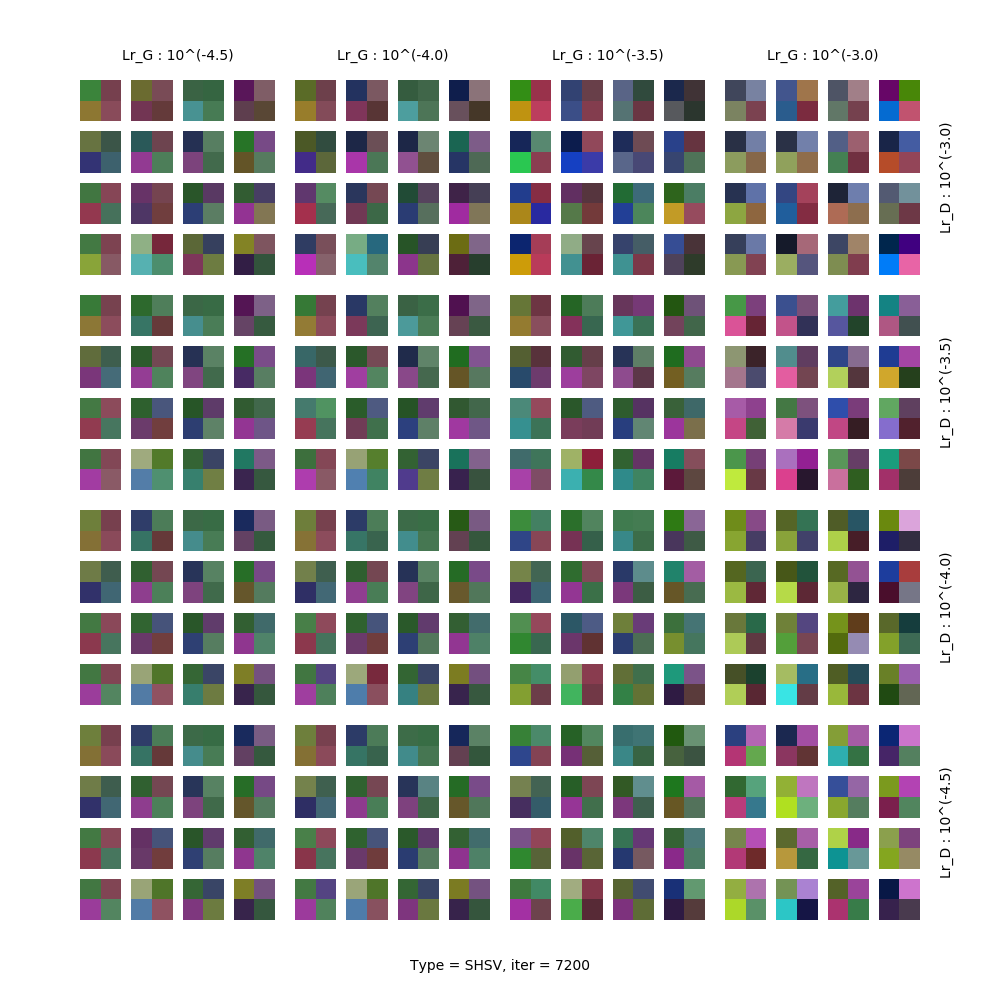 Lr_G : 10^(-4.5)
Lr_G : 10^(-4.0)
Lr_G : 10^(-3.5)
Lr_G : 10^(-3.0)
Lr_D : 10^(-3.0)
Lr_D : 10^(-3.5)
Lr_D : 10^(-4.0)
Lr_D : 10^(-4.5)
Type = SHSV, iter = 7200